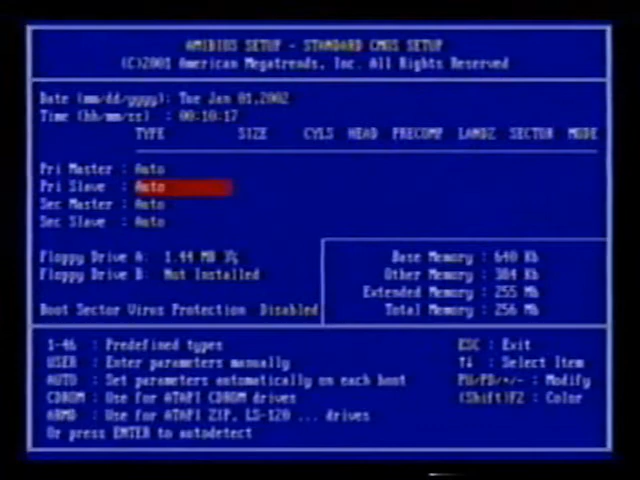 AMIBIOS SETUP - STANDARD CMOS SETUP
(C)2001 American Megatrends, Inc. All Rights Reserved
Date (mm/dd/yyyy): Tue Jan 01,2002
Time (hh/mm/ss) : 00:10:17
TYPE SIZE CYLS HEAD PRECOMP LANDZ SECTOR MODE
Pri Master : Auto
Pri Slave : Auto
Sec Master : Auto
Sec Slave : Auto
Floppy Drive A: 1.44 MB 3½
Floppy Drive B: Not Installed
Boot Sector Virus Protection Disabled
Base Memory : 640 Kb
Other Memory : 384 Kb
Extended Memory : 255 Mb
Total Memory : 256 Mb
1-46 : Predefined types
USER : Enter parameters manually
AUTO : Set parameters automatically on each boot
CDROM : Use for ATAPI CDROM drives
ARMD : Use for ATAPI ZIP, LS-120 ... drives
Or press ENTER to autodetect
ESC : Exit
↑↓ : Select Item
PU/PD/+/- : Modify
(Shift)F2 : Color